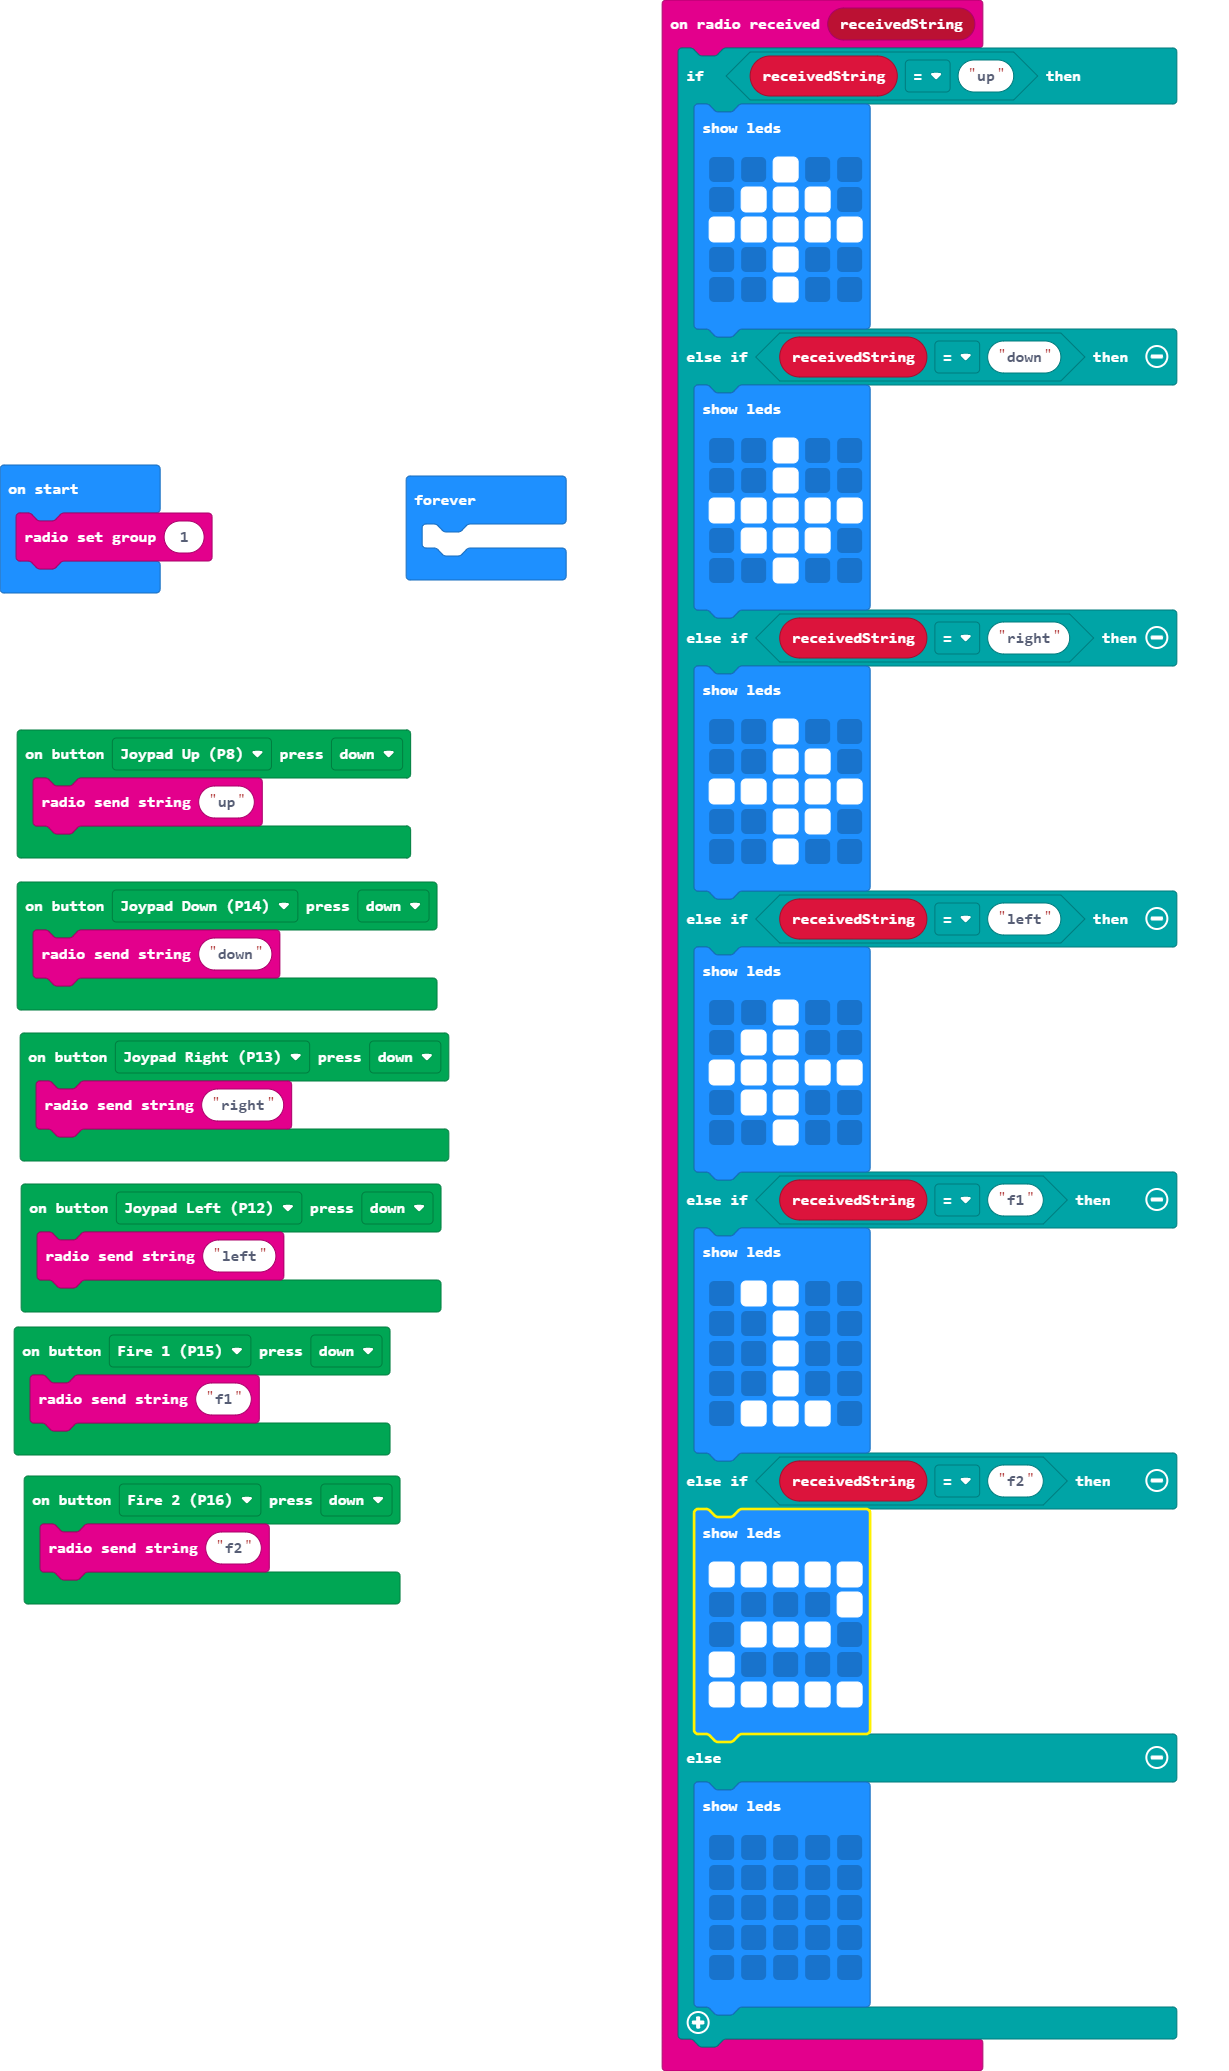 on start
radio set group 1
forever
on button Joypad Up (P8) press down
radio send string "up"
on button Joypad Down (P14) press down
radio send string "down"
on button Joypad Right (P13) press down
radio send string "right"
on button Joypad Left (P12) press down
radio send string "left"
on button Fire 1 (P15) press down
radio send string "f1"
on button Fire 2 (P16) press down
radio send string "f2"
on radio received receivedString
if receivedString = "up" then
show leds
else if receivedString = "down" then
show leds
else if receivedString = "right" then
show leds
else if receivedString = "left" then
show leds
else if receivedString = "f1" then
show leds
else if receivedString = "f2" then
show leds
else
show leds